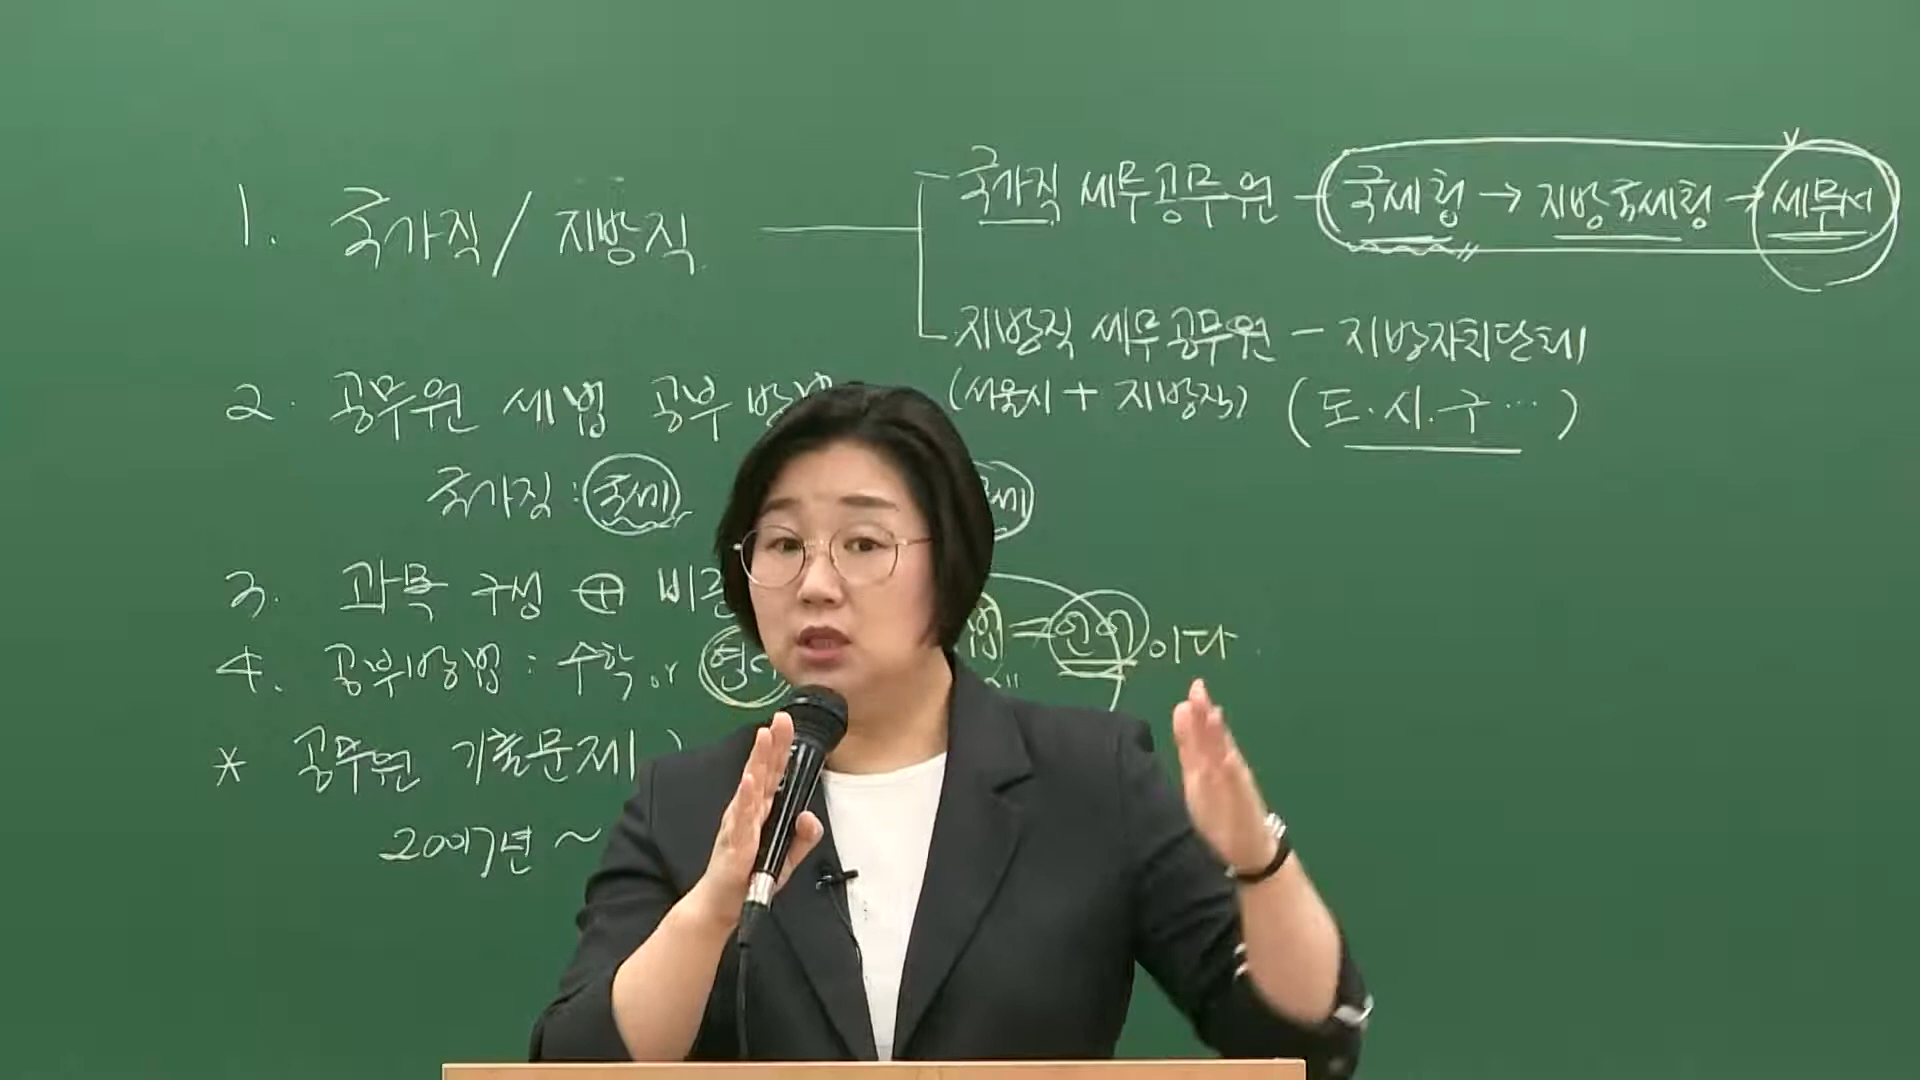 1. 국가직/지방직
국가직 세무공무원 - 국세청 → 지방국세청 → 세무서
지방직 세무공무원 - 지방자치단체
(서울시 + 지방직) (도·시·구 …)
2. 공무원 세법 공부
국가직 : 국세
3. 과목 구성 ⊕
4. 공부방법 : 수학 or
법 = 언어이다.
* 공무원 기출문제
2007년 ~